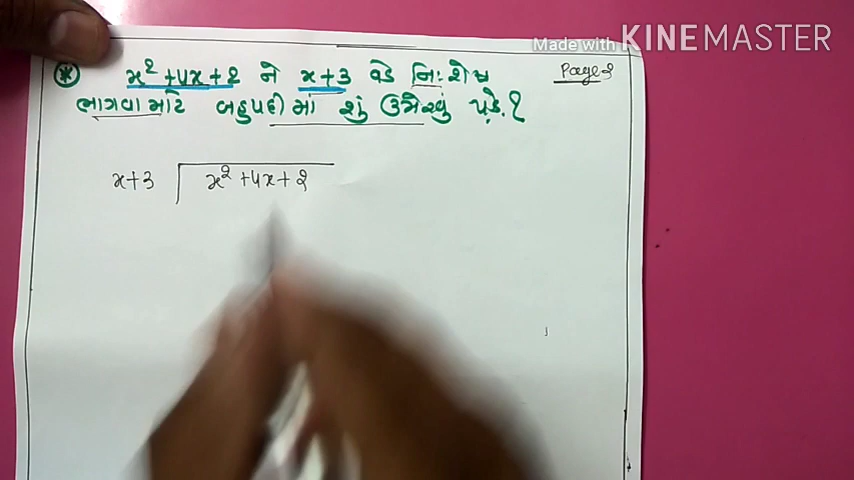 Made with KINEMASTER
Page 2
* x² + 4x + 2 ને x + 3 વડે નિઃશેષ
ભાગવા માટે બહુપદી માં શું ઉમેરવું પડે.?
x + 3 x² + 4x + 2